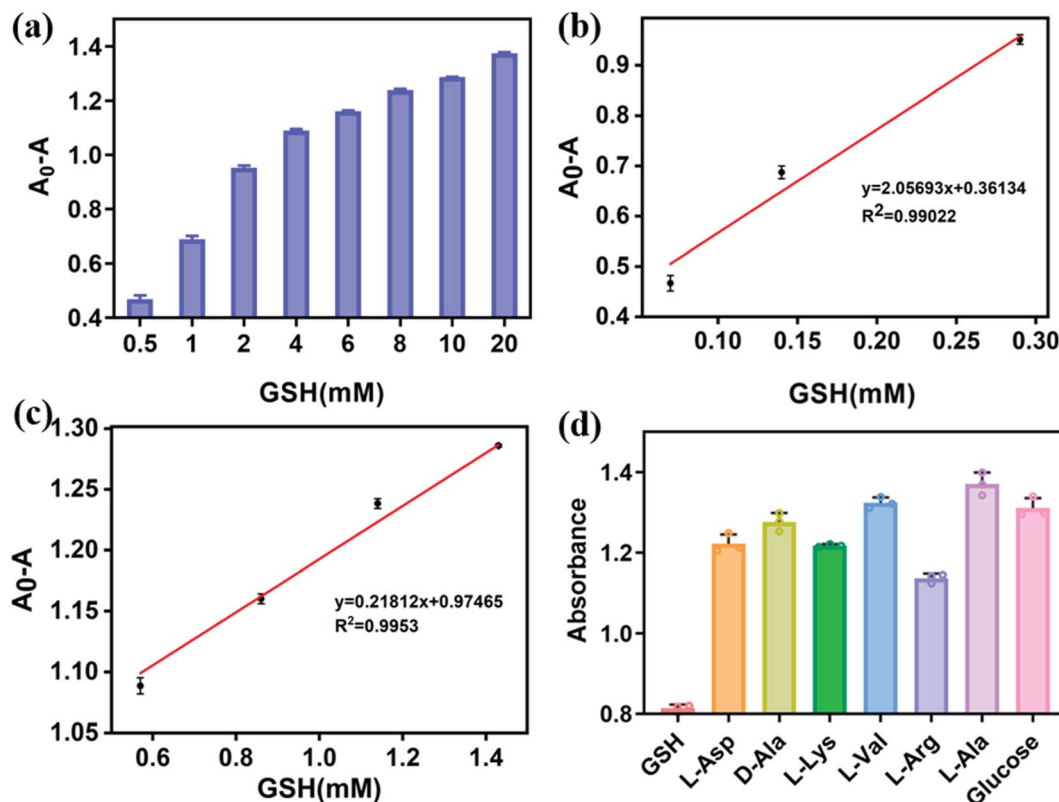 (a)
1.4
1.2
1.0
0.8
0.6
0.4
A0-A
0.5 1 2 4 6 8 10 20
GSH(mM)
(b)
0.9
0.8
0.7
0.6
0.5
0.4
A0-A
y=2.05693x+0.36134
R2=0.99022
0.10 0.15 0.20 0.25 0.30
GSH(mM)
(c)
1.30
1.25
1.20
1.15
1.10
1.05
A0-A
y=0.21812x+0.97465
R2=0.9953
0.6 0.8 1.0 1.2 1.4
GSH(mM)
(d)
1.4
1.2
1.0
0.8
Absorbance
GSH L-Asp D-Ala L-Lys L-Val L-Arg L-Ala Glucose